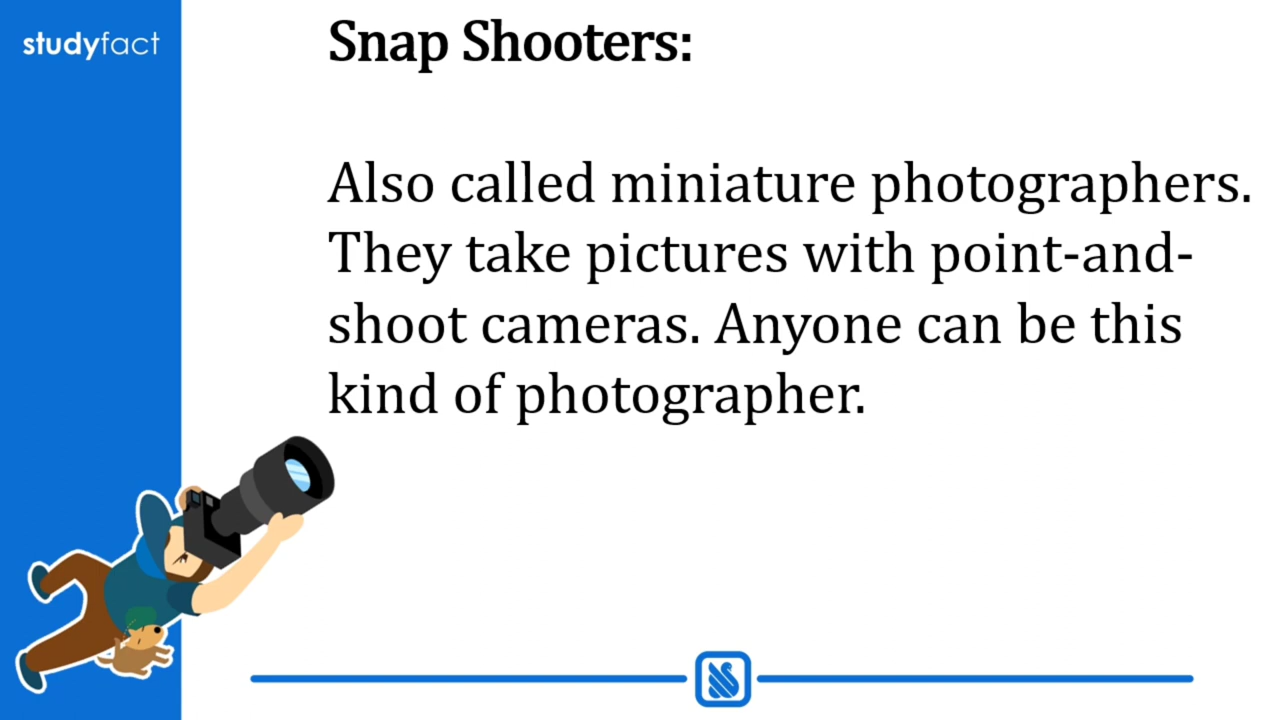 studyfact
Snap Shooters:
Also called miniature photographers.
They take pictures with point-and-
shoot cameras. Anyone can be this
kind of photographer.